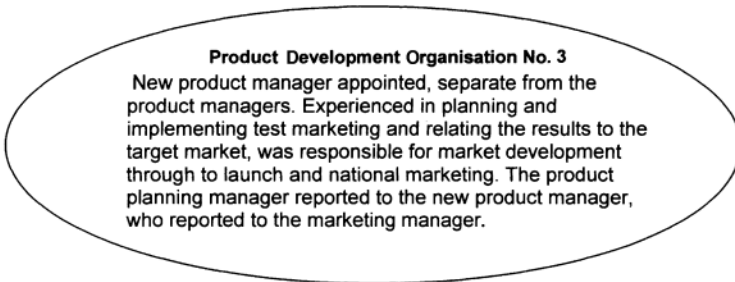 Product Development Organisation No. 3
New product manager appointed, separate from the
product managers. Experienced in planning and
implementing test marketing and relating the results to the
target market, was responsible for market development
through to launch and national marketing. The product
planning manager reported to the new product manager,
who reported to the marketing manager.